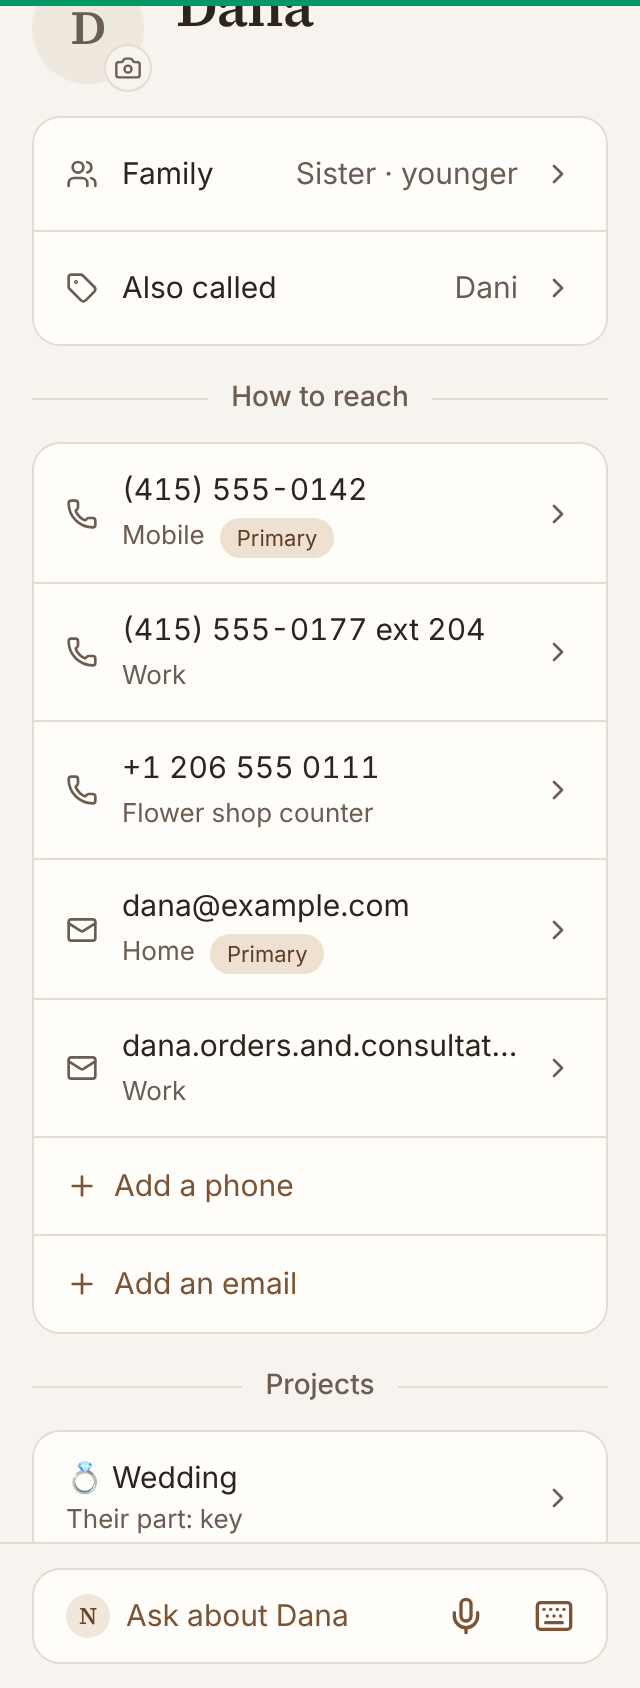 D
Dana
Family
Sister · younger
Also called
Dani
How to reach
(415) 555-0142
Mobile
Primary
(415) 555-0177 ext 204
Work
+1 206 555 0111
Flower shop counter
dana@example.com
Home
Primary
dana.orders.and.consultat...
Work
Add a phone
Add an email
Projects
Wedding
Their part: key
N
Ask about Dana